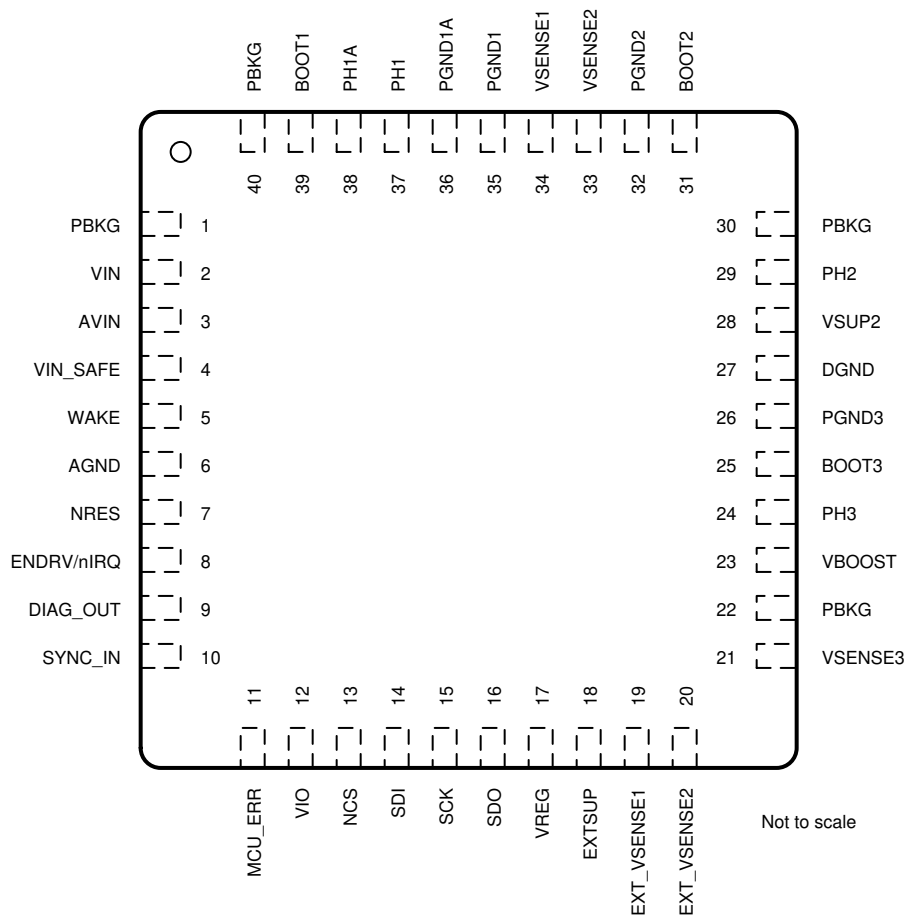 PBKG
BOOT1
PH1A
PH1
PGND1A
PGND1
VSENSE1
VSENSE2
PGND2
BOOT2
40 39 38 37 36 35 34 33 32 31
PBKG 1 30 PBKG
VIN 2 29 PH2
AVIN 3 28 VSUP2
VIN_SAFE 4 27 DGND
WAKE 5 26 PGND3
AGND 6 25 BOOT3
NRES 7 24 PH3
ENDRV/nIRQ 8 23 VBOOST
DIAG_OUT 9 22 PBKG
SYNC_IN 10 21 VSENSE3
11 12 13 14 15 16 17 18 19 20
MCU_ERR
VIO
NCS
SDI
SCK
SDO
VREG
EXTSUP
EXT_VSENSE1
EXT_VSENSE2
Not to scale